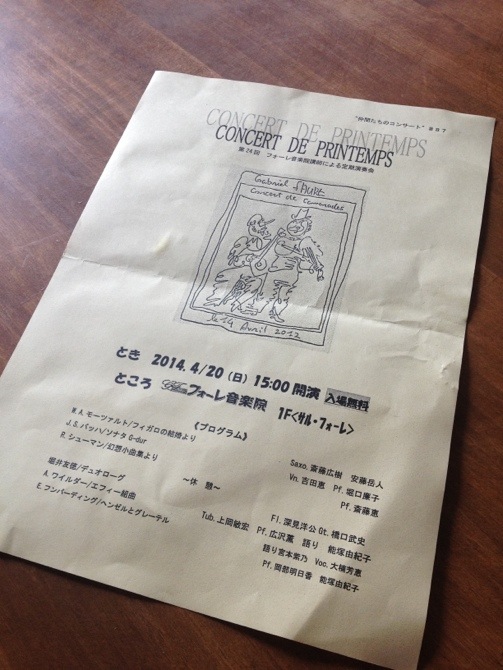 "仲間たちのコンサート"
CONCERT DE PRINTEMPS
CONCERT DE PRINTEMPS
第26回 フォーレ音楽院講師による定期演奏会
Gabriel FAURE
Concert de Camarades
le 14 Avril 2012
とき 2014.4/20(日)15:00開演 入場無料
ところ フォーレ音楽院 1F<サル・フォーレ>
《プログラム》
W.A.モーツァルト/フィガロの結婚より Saxo.斎藤広樹 安藤岳人
J.S.バッハ/ソナタG-dur Vn.吉田恵 Pf.堀口廉子
R.シューマン/幻想小曲集より Pf.斎藤恵
~休 憩~
堀井友徳/デュオローグ Fl.深見洋公 Gt.橋口武史
A.ワイルダー/エフィー組曲 Tub.上岡敏宏 Pf.広沢薫 語り 能塚由紀子
E.フンパーディング/ヘンゼルとグレーテル 語り宮本紫乃 Voc.大橋芳恵
Pf.岡部明日香 能塚由紀子